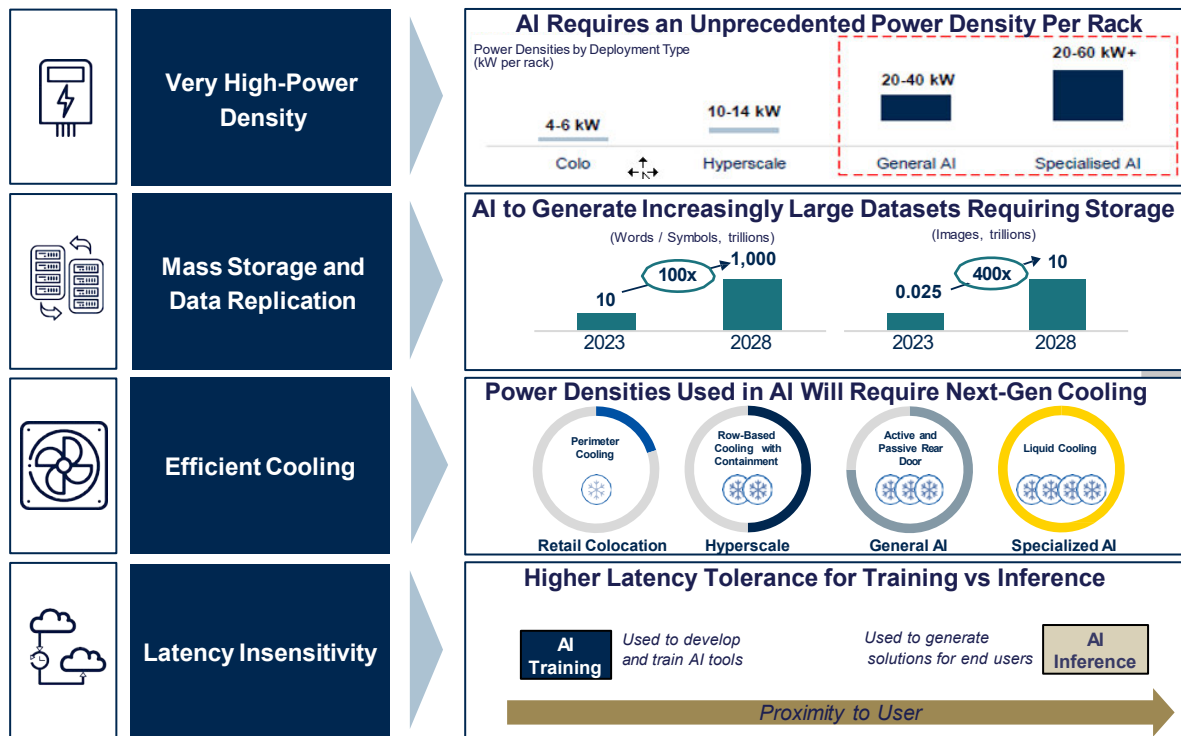 AI Requires an Unprecedented Power Density Per Rack
Very High-Power
Density
Power Densities by Deployment Type
(kW per rack)
4-6 kW
10-14 kW
20-40 kW
20-60 kW+
Colo
Hyperscale
General AI
Specialised AI
Mass Storage and
Data Replication
AI to Generate Increasingly Large Datasets Requiring Storage
(Words / Symbols, trillions)
10
100x
1,000
2023
2028
(Images, trillions)
0.025
400x
10
2023
2028
Efficient Cooling
Power Densities Used in AI Will Require Next-Gen Cooling
Perimeter
Cooling
Retail Colocation
Row-Based
Cooling with
Containment
Hyperscale
Active and
Passive Rear
Door
General AI
Liquid Cooling
Specialized AI
Latency Insensitivity
Higher Latency Tolerance for Training vs Inference
AI
Training
Used to develop
and train AI tools
Used to generate
solutions for end users
AI
Inference
Proximity to User